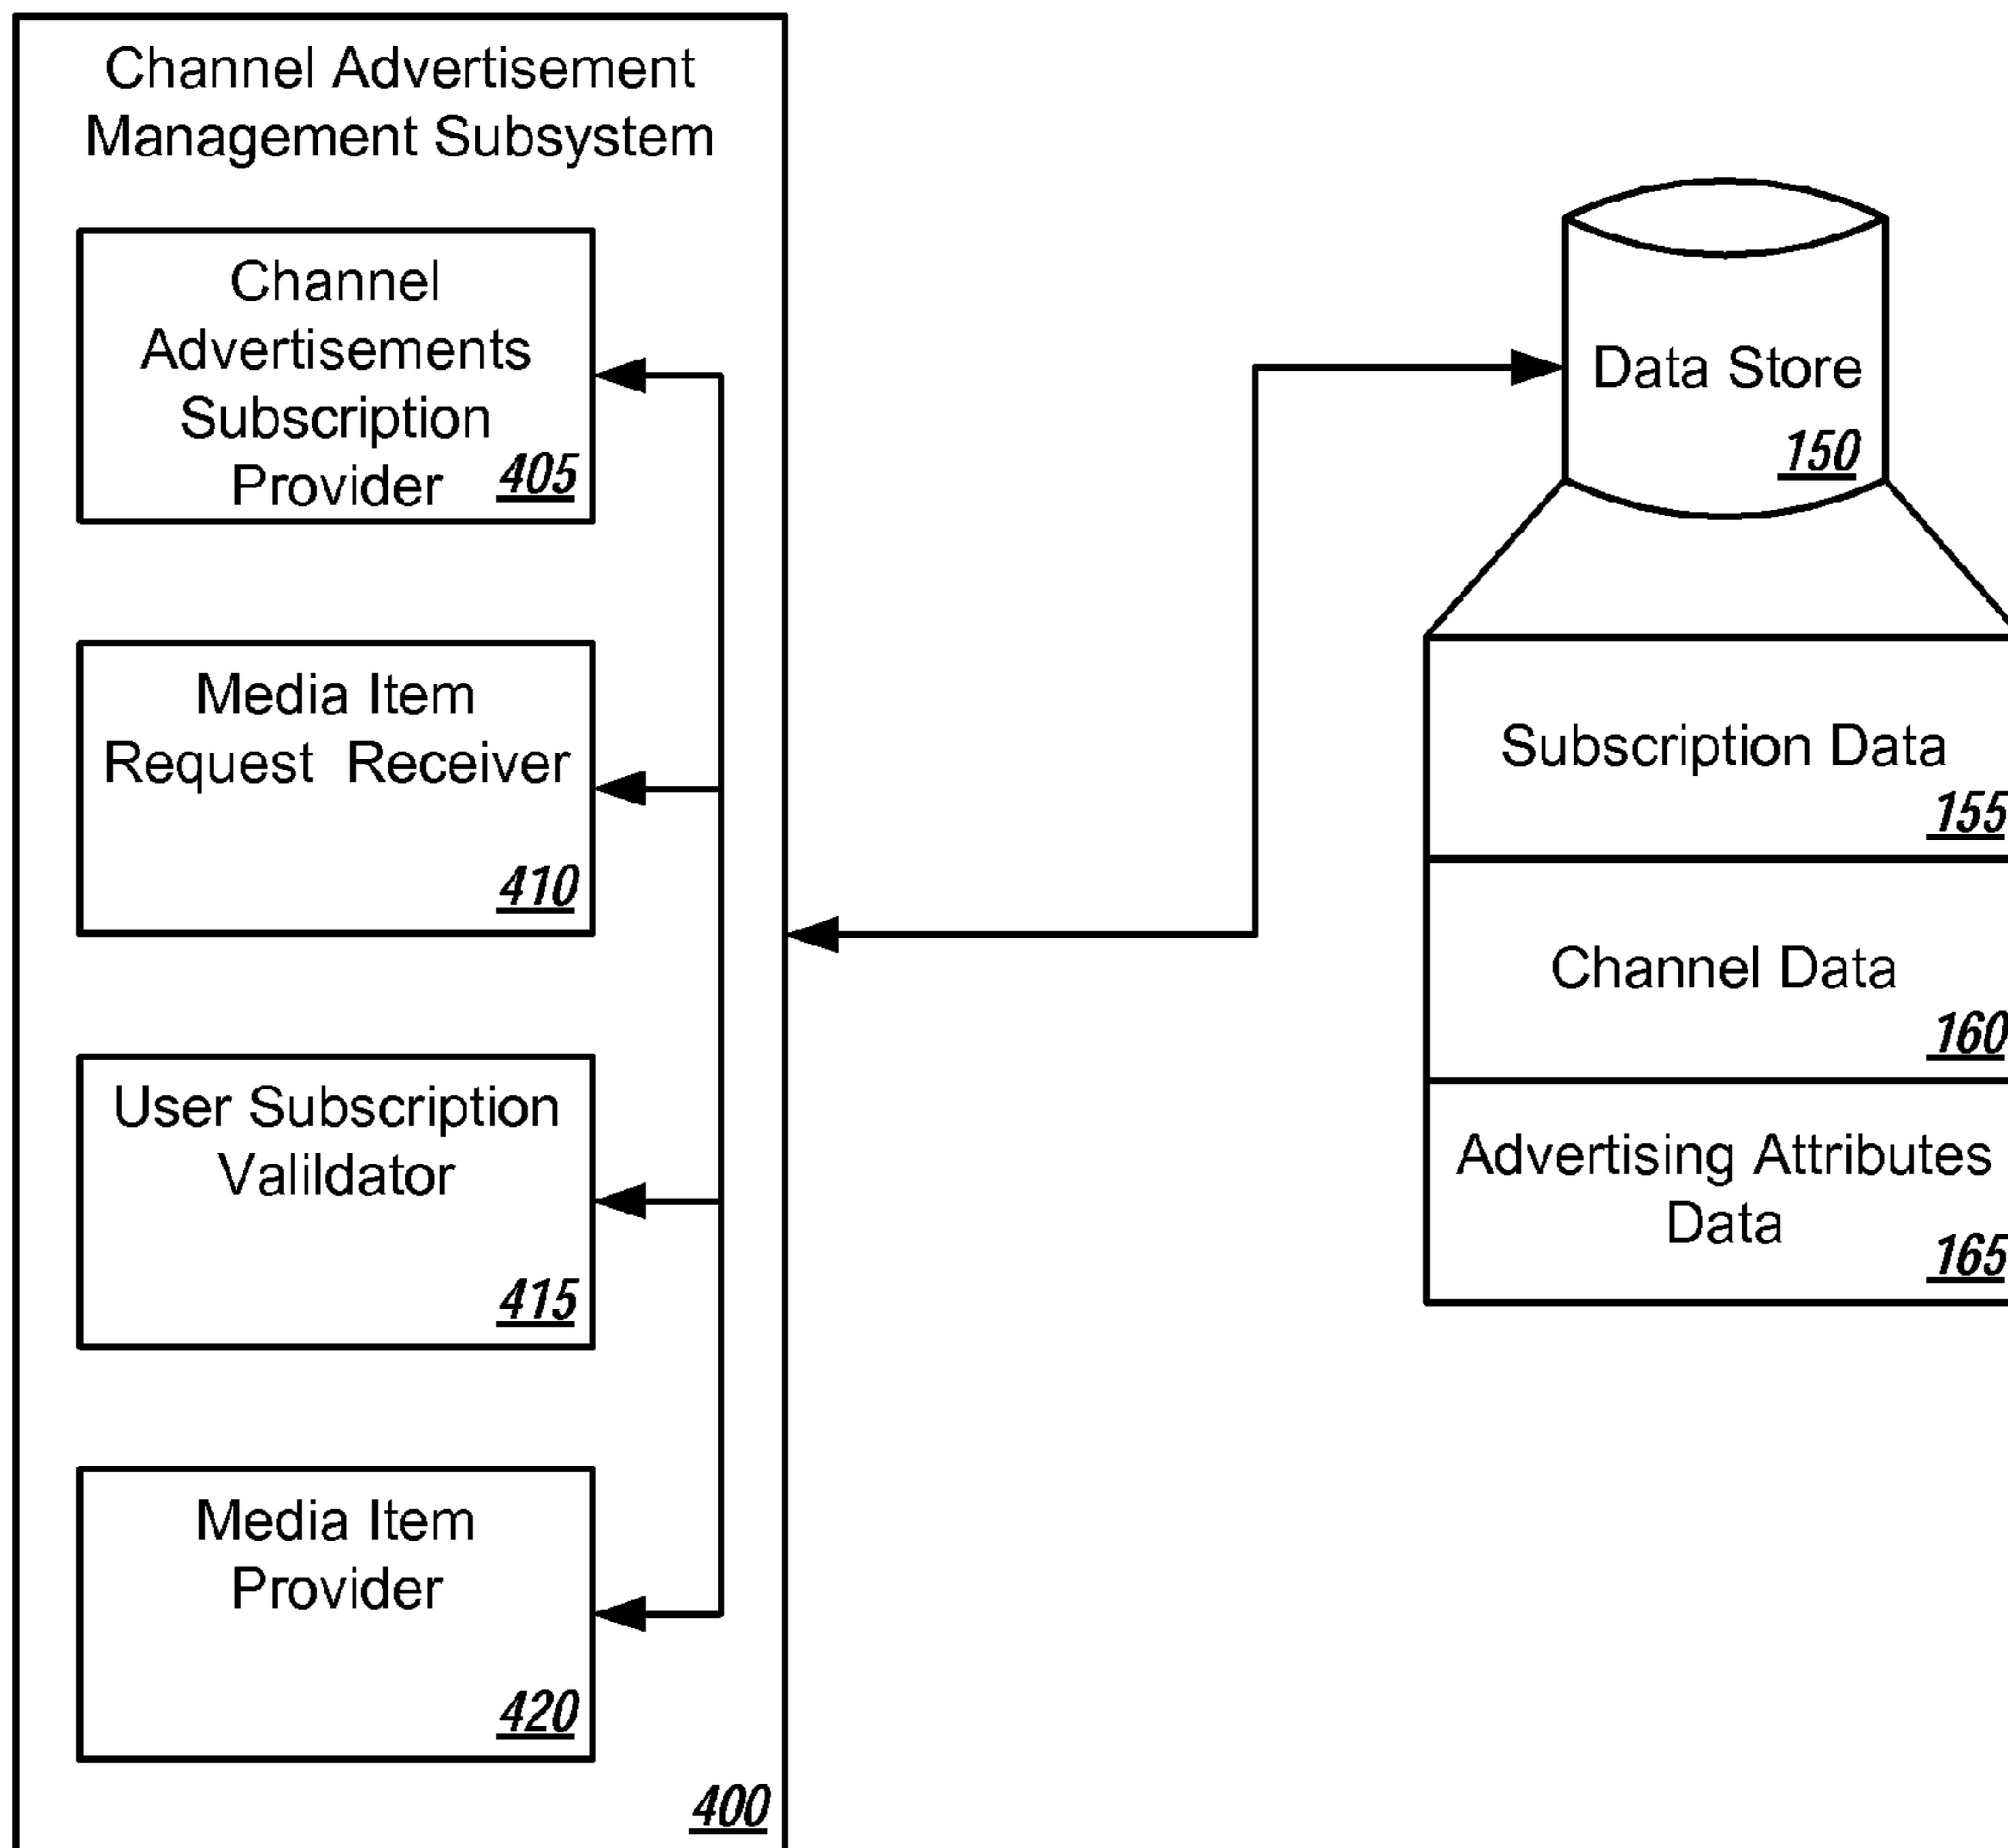 Channel Advertisement
Management Subsystem
Channel
Advertisements
Subscription
Provider 405
Media Item
Request Receiver
410
User Subscription
Valildator
415
Media Item
Provider
420
400
Data Store
150
Subscription Data
155
Channel Data
160
Advertising Attributes
Data
165